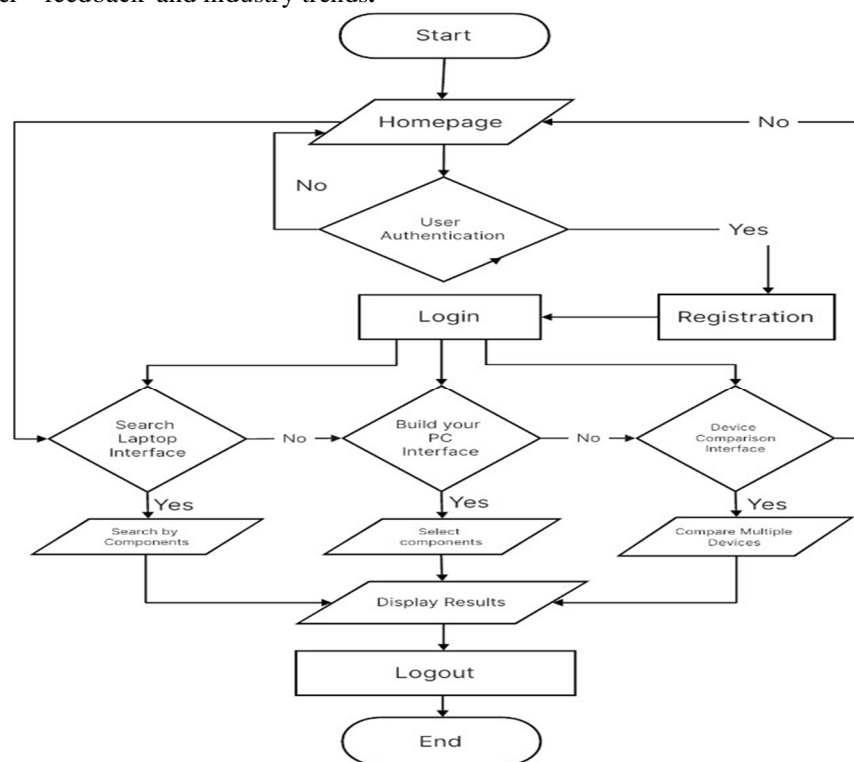 feedback and industry trends.
Start
Homepage
No
No
User
Authentication
Yes
Login
Registration
Search
Laptop
Interface
No
Build your
PC
Interface
No
Device
Comparison
Interface
Yes
Yes
Yes
Search by
Components
Select
components
Compare Multiple
Devices
Display Results
Logout
End